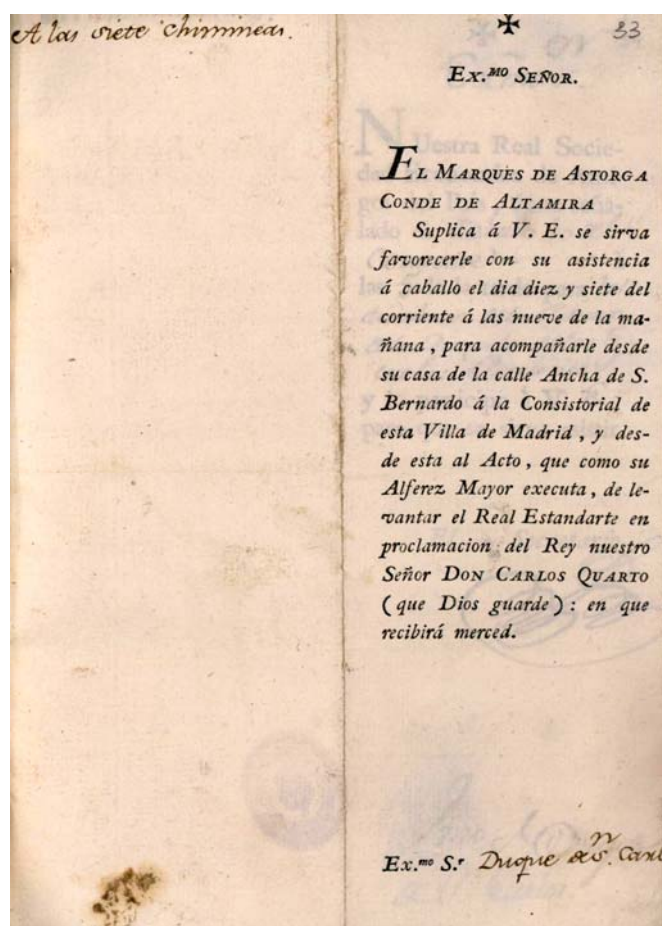 A las siete chimineas.
✠
33
Ex.mo Señor.
El Marques de Astorga
Conde de Altamira
Suplica á V. E. se sirva
favorecerle con su asistencia
á caballo el dia diez y siete del
corriente á las nueve de la ma-
ñana , para acompañarle desde
su casa de la calle Ancha de S.
Bernardo á la Consistorial de
esta Villa de Madrid , y des-
de esta al Acto , que como su
Alferez Mayor executa , de le-
vantar el Real Estandarte en
proclamacion del Rey nuestro
Señor Don Carlos Quarto
( que Dios guarde ) : en que
recibirá merced.
Ex.mo S.r Duque de S.n Carl